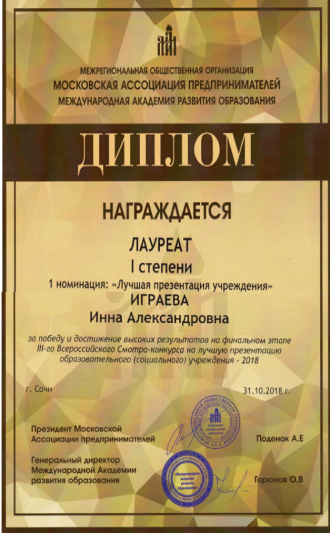 МЕЖРЕГИОНАЛЬНАЯ ОБЩЕСТВЕННАЯ ОРГАНИЗАЦИЯ
МОСКОВСКАЯ АССОЦИАЦИЯ ПРЕДПРИНИМАТЕЛЕЙ
МЕЖДУНАРОДНАЯ АКАДЕМИЯ РАЗВИТИЯ ОБРАЗОВАНИЯ
ДИПЛОМ
НАГРАЖДАЕТСЯ
ЛАУРЕАТ
I степени
1 номинация: «Лучшая презентация учреждения»
ИГРАЕВА
Инна Александровна
за победу и достижение высоких результатов на финальном этапе
III-го Всероссийского Смотра-конкурса на лучшую презентацию
образовательного (социального) учреждения - 2018
г. Сочи
31.10.2018 г.
Президент Московской
Ассоциации предпринимателей
Поденок А.Е
Генеральный директор
Международной Академии
развития образования
Горюнов О.В